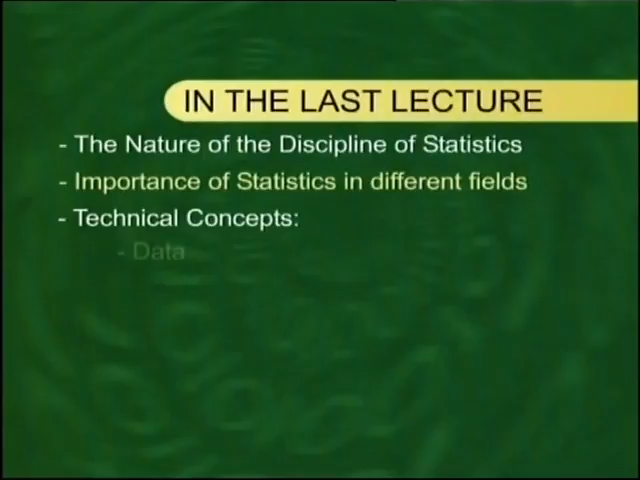 IN THE LAST LECTURE
- The Nature of the Discipline of Statistics
- Importance of Statistics in different fields
- Technical Concepts:
- Data